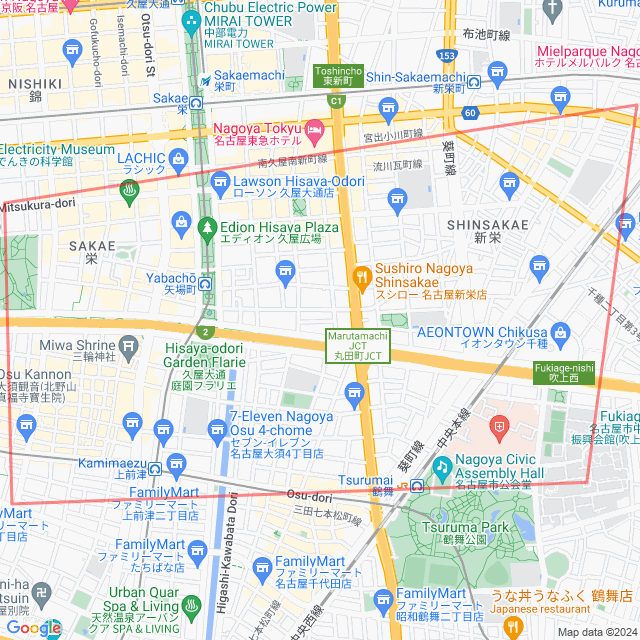 Chubu Electric Power
MIRAI TOWER
中部電力
MIRAI TOWER
久屋大通
Otsu-dori St
Isemachi-dori
Gofukucho-dori
京阪 名古屋
NISHIKI
錦
Sakaemachi
栄町
Sakae
栄
Toshincho
東新町
C1
Shin-Sakaemachi
新栄町
布池町線
153
60
Mielparque Nago
ホテルメルパルク 名古
Nagoya Tokyu
名古屋東急ホテル
宮出小川町線
葵町線
Electricity Museum
でんきの科学館
LACHIC
ラシック
南久屋南新町線
流川瓦町線
Lawson Hisaya-Odori
ローソン 久屋大通店
Mitsukura-dori
Edion Hisaya Plaza
エディオン 久屋広場
SHINSAKAE
新栄
SAKAE
栄
Yabachō
矢場町
Sushiro Nagoya
Shinsakae
スシロー 名古屋新栄店
千種二丁目第3号
2
Marutamachi
JCT
丸田町JCT
AEONTOWN Chikusa
イオンタウン千種
Miwa Shrine
三輪神社
Hisaya-odori
Garden Flarie
久屋大通
庭園フラリエ
Fukiage-nishi
吹上西
Osu Kannon
大須観音(北野山
真福寺宝生院)
7-Eleven Nagoya
Osu 4-chome
セブン-イレブン
名古屋大須4丁目店
中央本線
葵町線
Fukiage
名古屋市中
振興会館(吹上
Kamimaezu
上前津
Nagoya Civic
Assembly Hall
名古屋市公会堂
Tsurumai
鶴舞
FamilyMart
ファミリーマート
上前津二丁目店
Osu-dori
三田七本松町線
Tsuruma Park
鶴舞公園
FamilyMart
ファミリーマート
たちばな店
Higashi-Kawabata Dori
FamilyMart
ファミリーマート
名古屋千代田店
Urban Quar
Spa & Living
天然温泉アーバン
クア SPA & LIVING
東本松町線
中央西線
FamilyMart
ファミリーマート
昭和鶴舞二丁目店
うな丼うなふく 鶴舞店
Japanese restaurant
Google
Map data ©2024